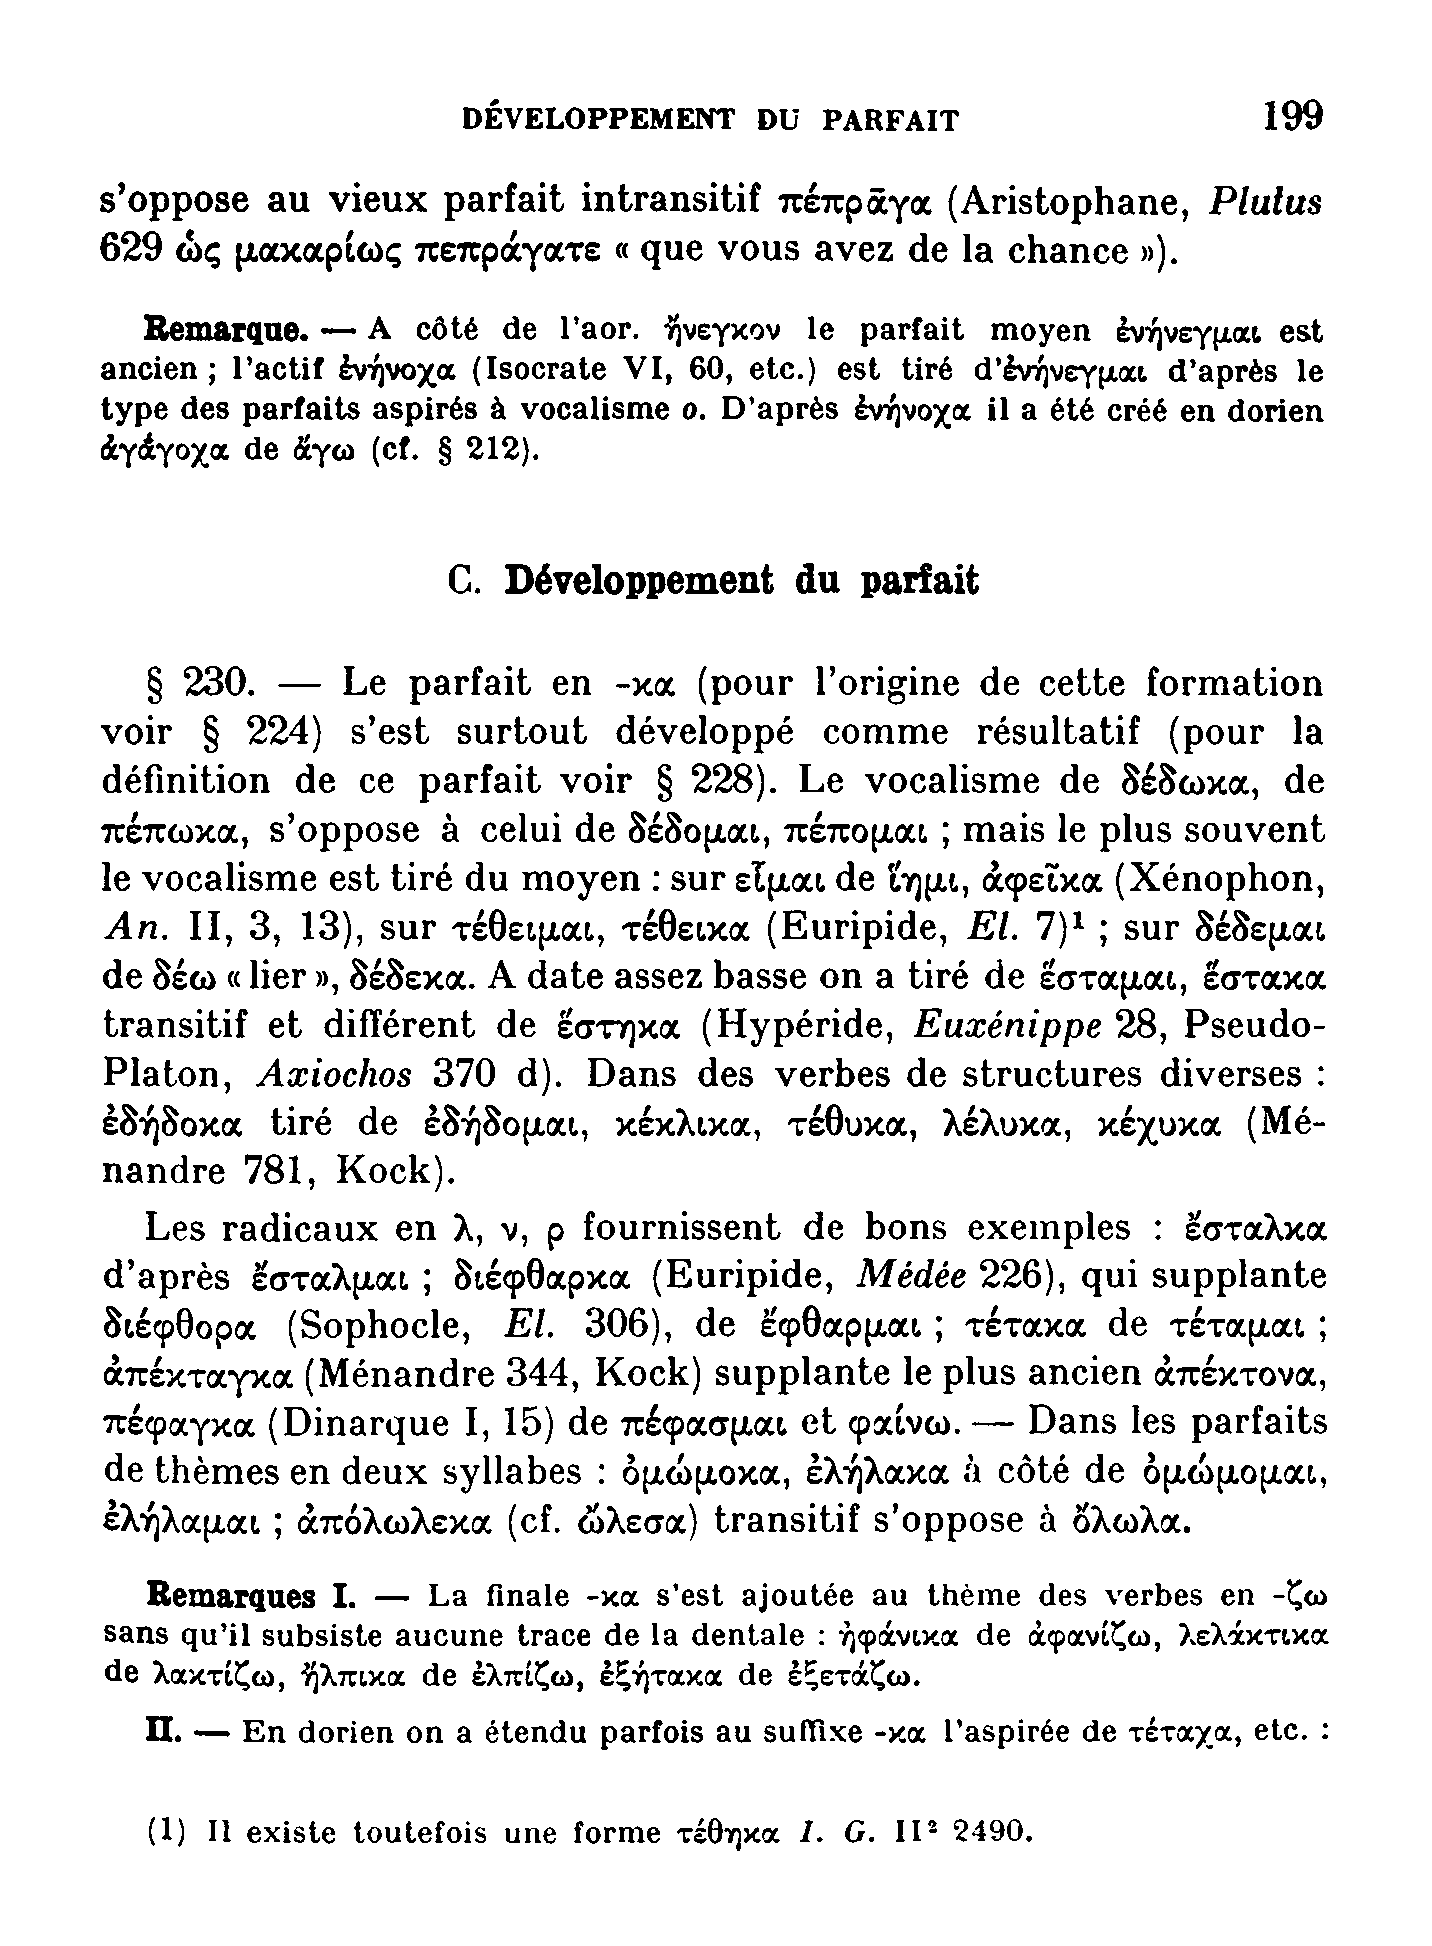 DÉVELOPPEMENT DU PARFAIT 199
s'oppose au vieux parfait intransitif πέπρᾱγα (Aristophane, Plutus
629 ὡς μακαρίως πεπράγατε « que vous avez de la chance »).
Remarque. — A côté de l'aor. ἤνεγκον le parfait moyen ἐνήνεγμαι est
ancien ; l'actif ἐνήνοχα (Isocrate VI, 60, etc.) est tiré d'ἐνήνεγμαι d'après le
type des parfaits aspirés à vocalisme o. D'après ἐνήνοχα il a été créé en dorien
ἀγάγοχα de ἄγω (cf. § 212).
C. Développement du parfait
§ 230. — Le parfait en -κα (pour l'origine de cette formation
voir § 224) s'est surtout développé comme résultatif (pour la
définition de ce parfait voir § 228). Le vocalisme de δέδωκα, de
πέπωκα, s'oppose à celui de δέδομαι, πέπομαι ; mais le plus souvent
le vocalisme est tiré du moyen : sur εἷμαι de ἵημι, ἀφεῖκα (Xénophon,
An. II, 3, 13), sur τέθειμαι, τέθεικα (Euripide, El. 7)¹ ; sur δέδεμαι
de δέω « lier », δέδεκα. A date assez basse on a tiré de ἕσταμαι, ἕστακα
transitif et différent de ἕστηκα (Hypéride, Euxénippe 28, Pseudo-
Platon, Axiochos 370 d). Dans des verbes de structures diverses :
ἐδήδοκα tiré de ἐδήδομαι, κέκλικα, τέθυκα, λέλυκα, κέχυκα (Mé-
nandre 781, Kock).
Les radicaux en λ, ν, ρ fournissent de bons exemples : ἔσταλκα
d'après ἔσταλμαι ; διέφθαρκα (Euripide, Médée 226), qui supplante
διέφθορα (Sophocle, El. 306), de ἔφθαρμαι ; τέτακα de τέταμαι ;
ἀπέκταγκα (Ménandre 344, Kock) supplante le plus ancien ἀπέκτονα,
πέφαγκα (Dinarque I, 15) de πέφασμαι et φαίνω. — Dans les parfaits
de thèmes en deux syllabes : ὀμώμοκα, ἐλήλακα à côté de ὀμώμομαι,
ἐλήλαμαι ; ἀπόλωλεκα (cf. ὤλεσα) transitif s'oppose à ὄλωλα.
Remarques I. — La finale -κα s'est ajoutée au thème des verbes en -ζω
sans qu'il subsiste aucune trace de la dentale : ἠφάνικα de ἀφανίζω, λελάκτικα
de λακτίζω, ἤλπικα de ἐλπίζω, ἐξήτακα de ἐξετάζω.
II. — En dorien on a étendu parfois au suffixe -κα l'aspirée de τέταχα, etc. :
(1) Il existe toutefois une forme τέθηκα I. G. II² 2490.